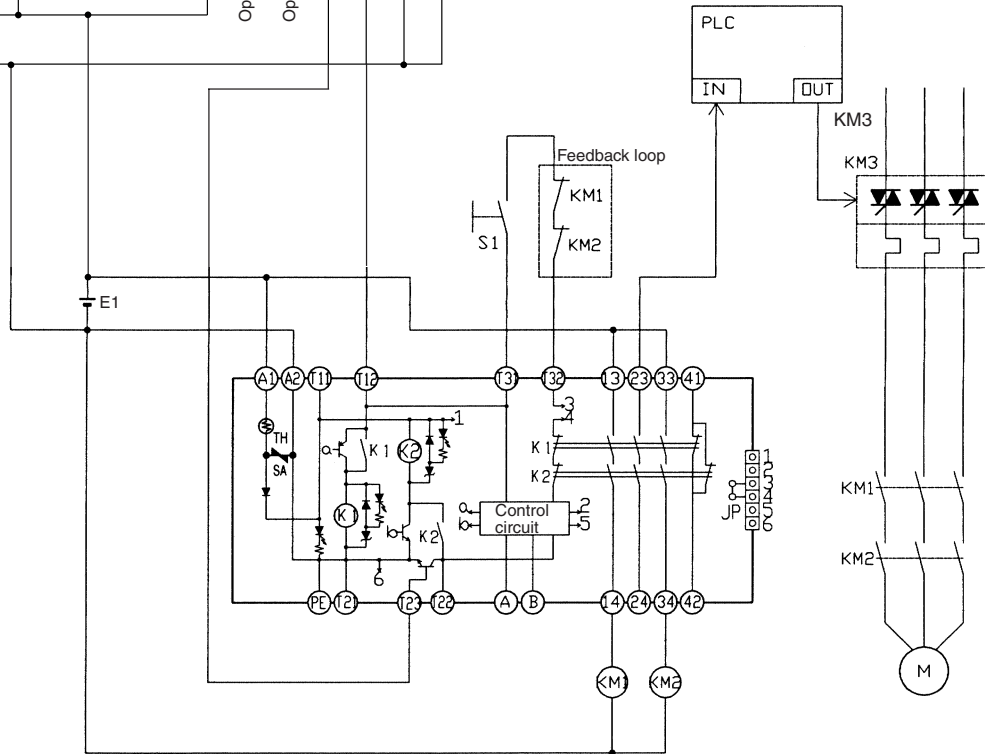 Op
Op
PLC
IN
OUT
KM3
KM3
Feedback loop
KM1
S1
KM2
E1
A1
A2
T11
T12
T31
T32
13
23
33
41
3
4
1
TH
SA
a
K1
K2
K1
K2
1
2
3
4
5
6
JP
K1
b
K2
a
b
Control
circuit
2
5
6
KM1
KM2
PE
T21
T23
T22
A
B
14
24
34
42
M
KM1
KM2